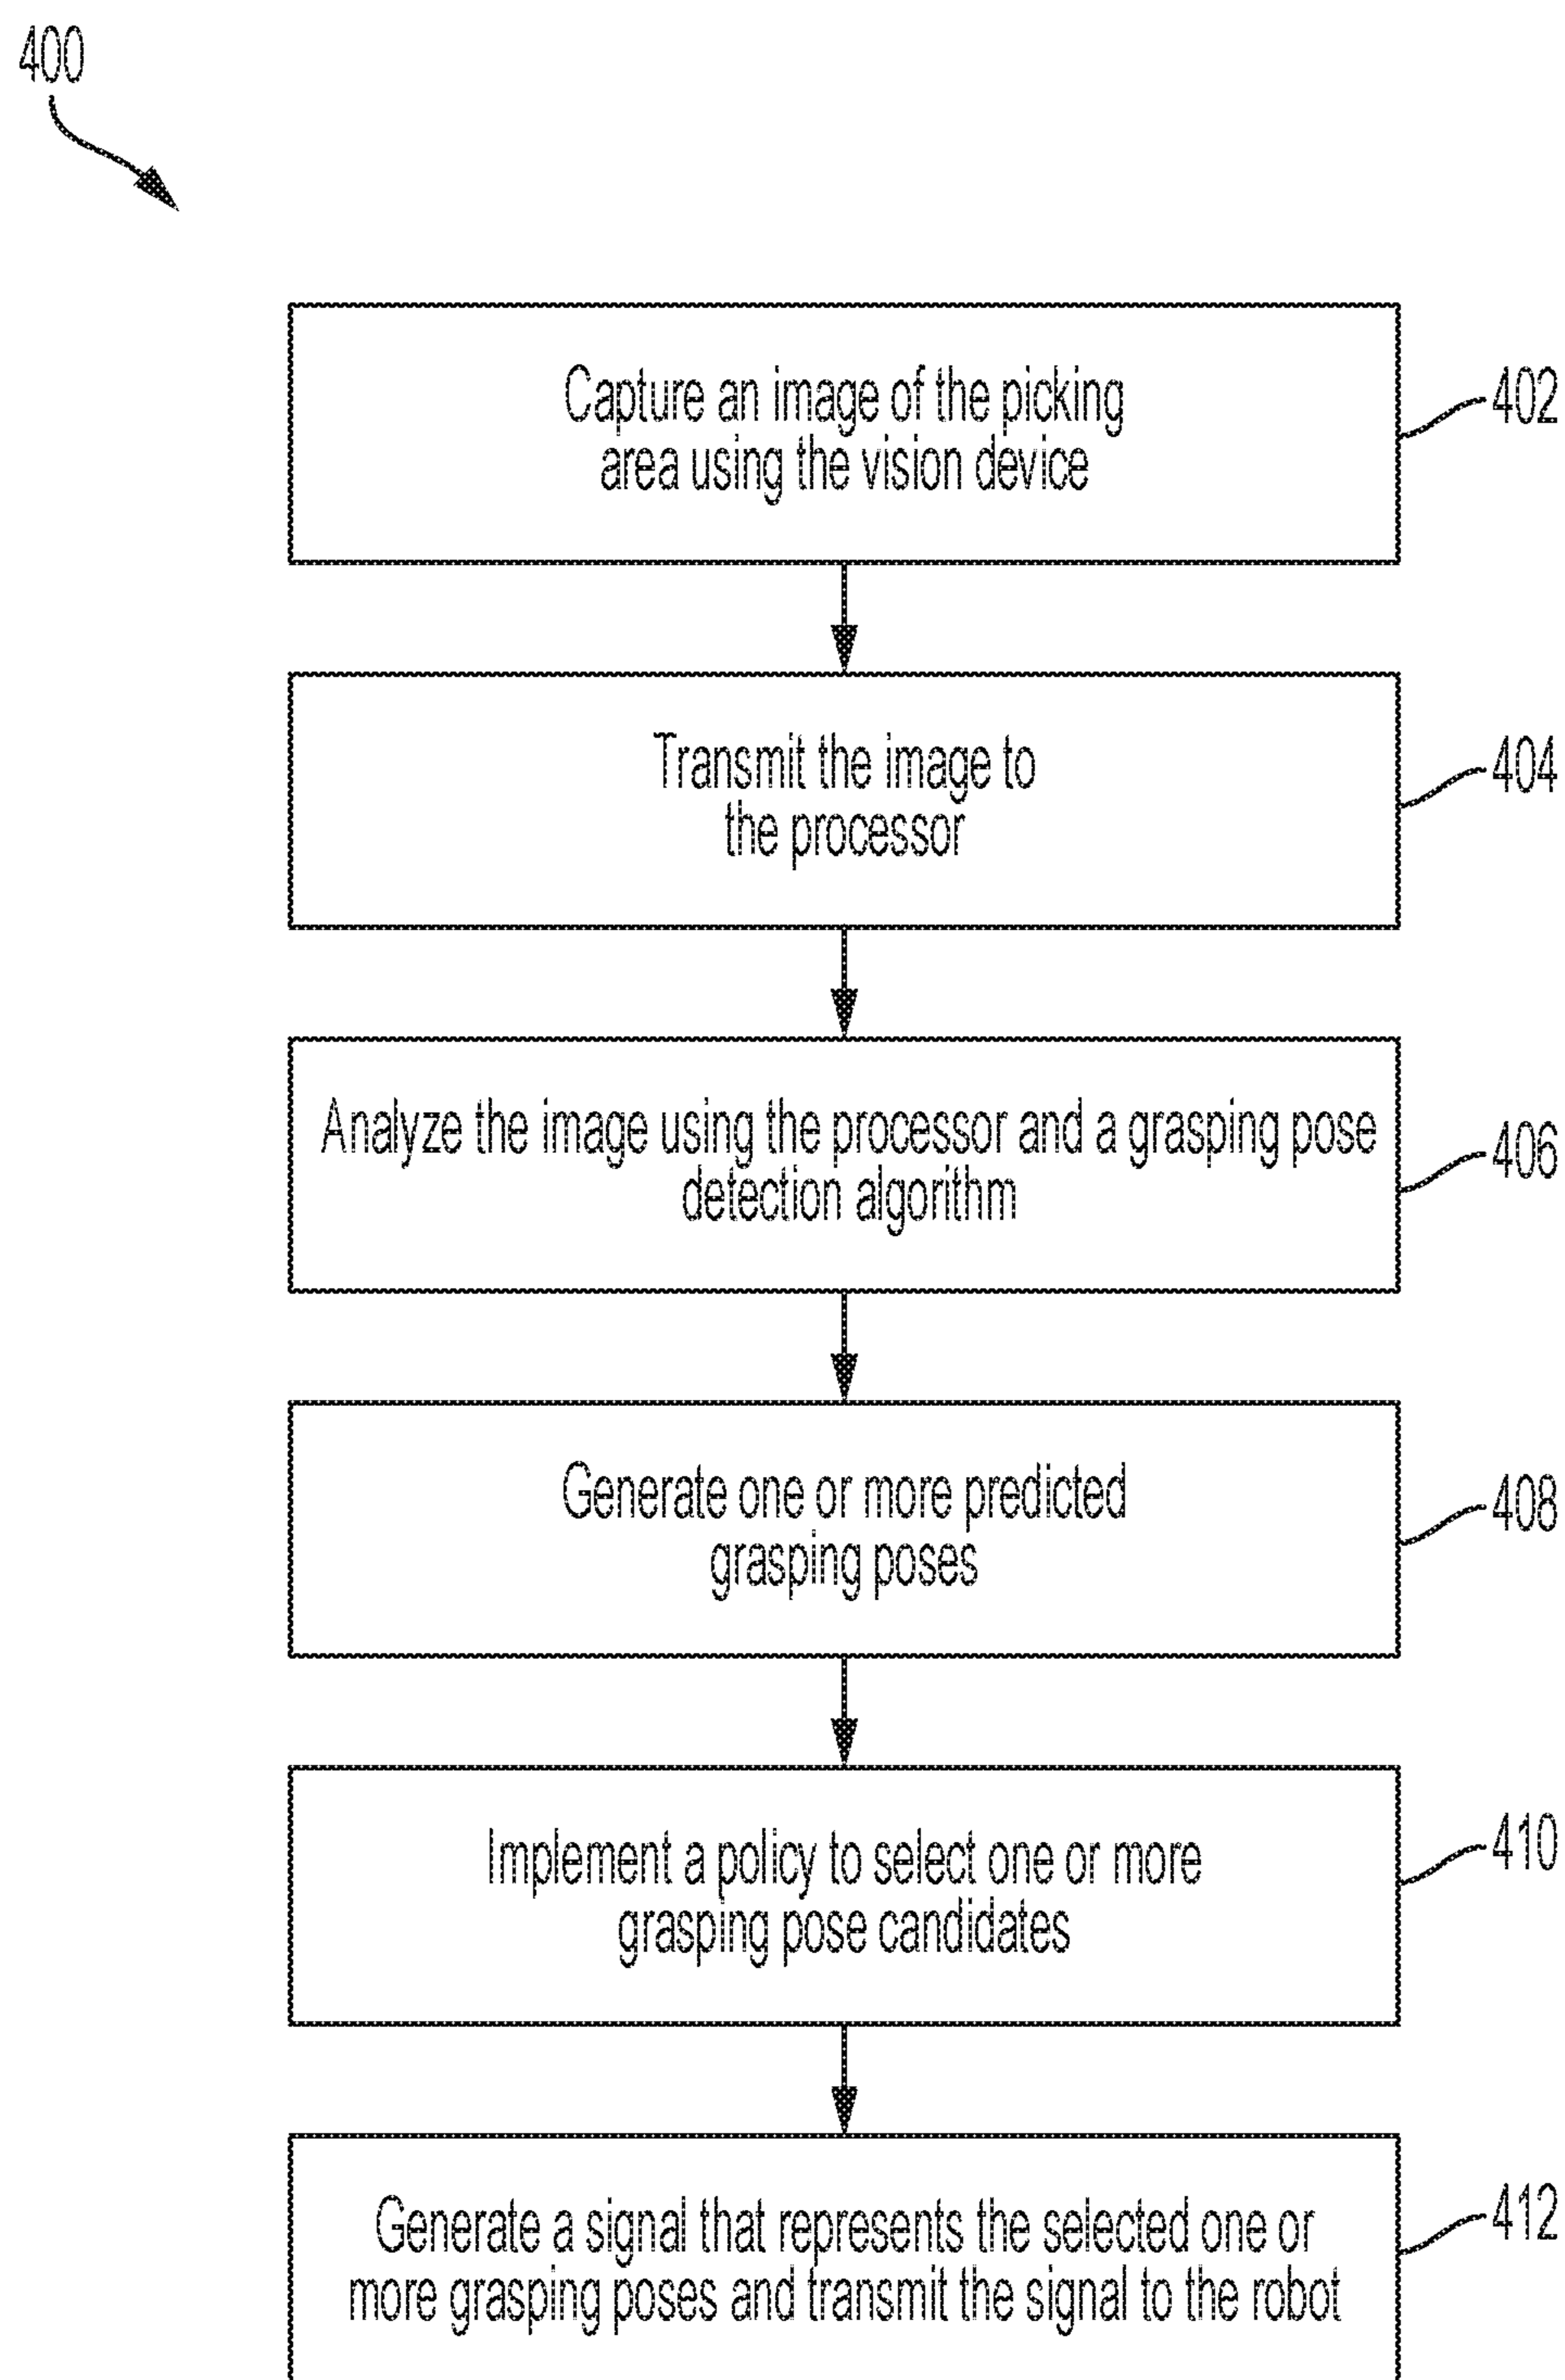 400
Capture an image of the picking
area using the vision device
402
Transmit the image to
the processor
404
Analyze the image using the processor and a grasping pose
detection algorithm
406
Generate one or more predicted
grasping poses
408
Implement a policy to select one or more
grasping pose candidates
410
Generate a signal that represents the selected one or
more grasping poses and transmit the signal to the robot
412